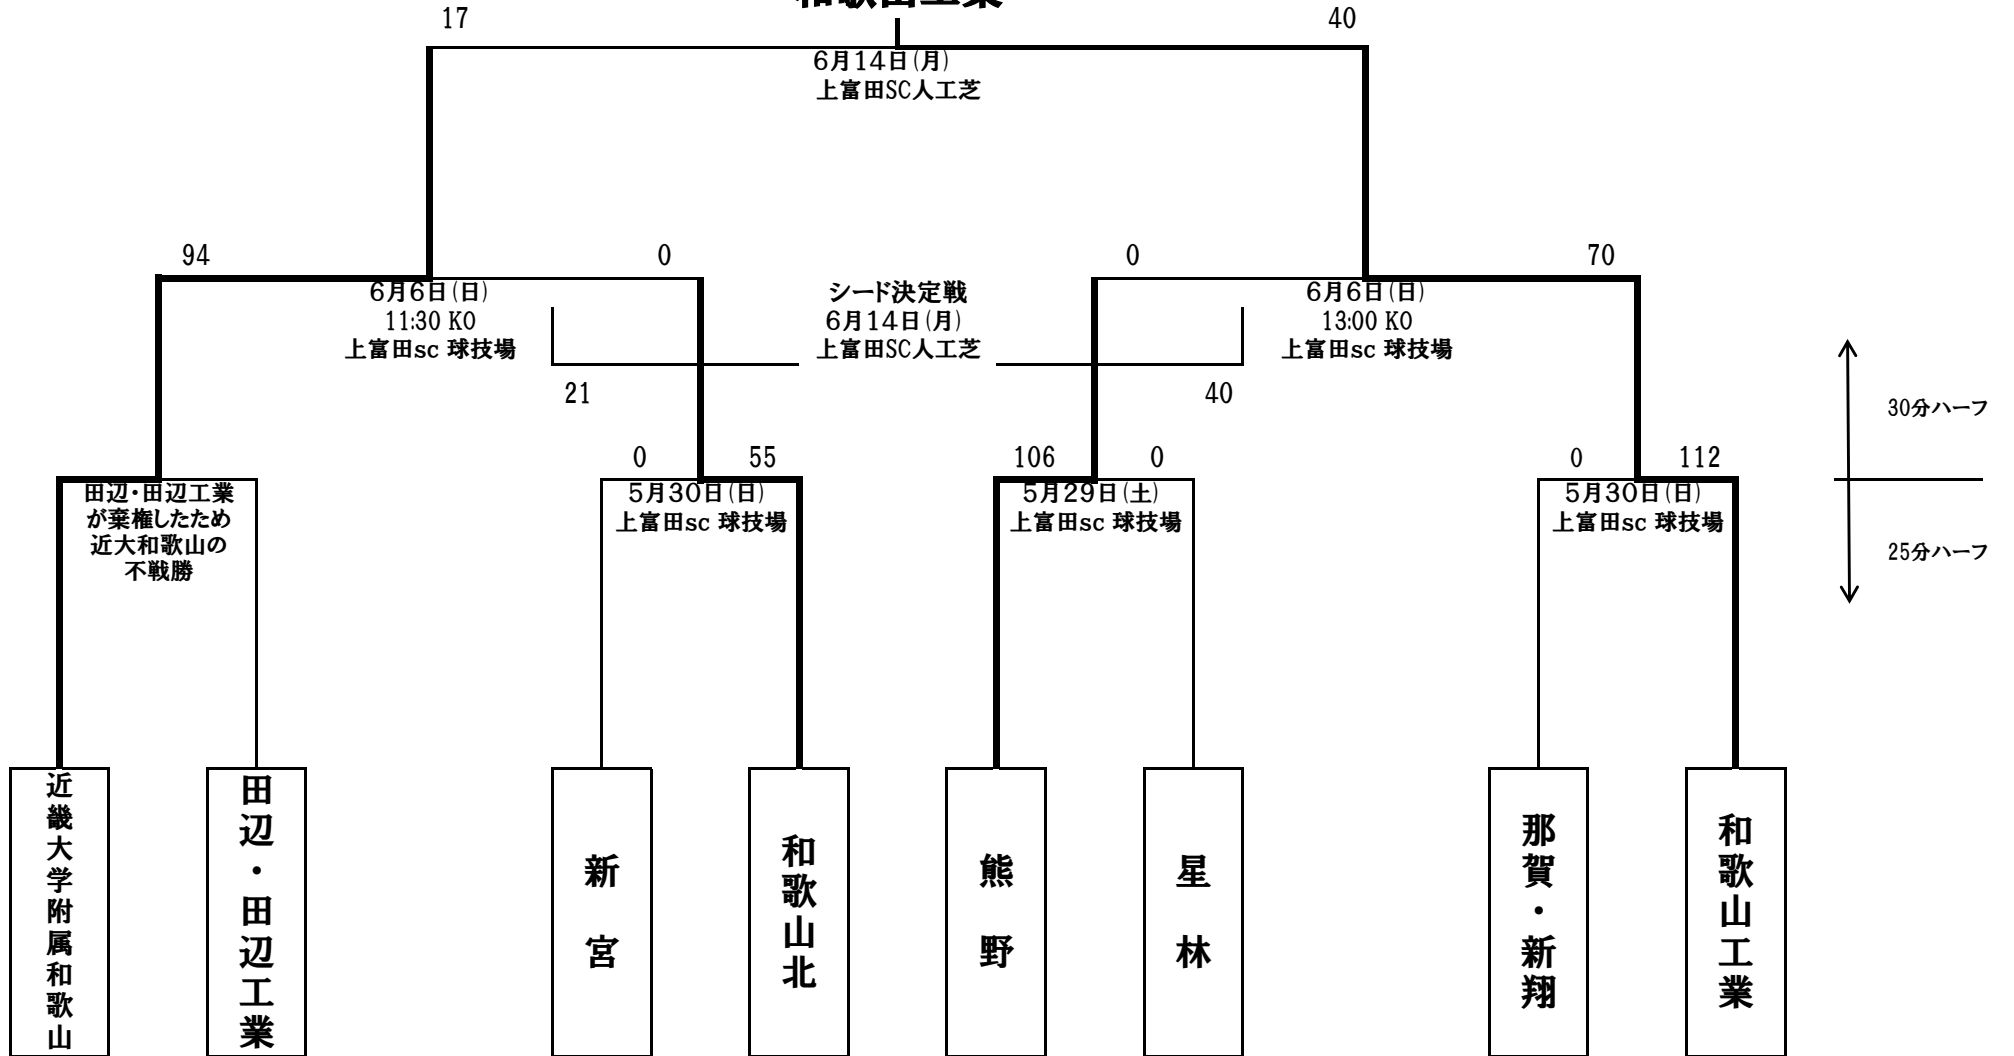 和歌山工業
17
40
6月14日(月)
上富田SC人工芝
94
0
0
70
6月6日(日)
11:30 KO
上富田sc 球技場
シード決定戦
6月14日(月)
上富田SC人工芝
6月6日(日)
13:00 KO
上富田sc 球技場
21
40
30分ハーフ
25分ハーフ
0
55
106
0
0
112
田辺・田辺工業
が棄権したため
近大和歌山の
不戦勝
5月30日(日)
上富田sc 球技場
5月29日(土)
上富田sc 球技場
5月30日(日)
上富田sc 球技場
近畿大学附属和歌山
田辺・田辺工業
新宮
和歌山北
熊野
星林
那賀・新翔
和歌山工業